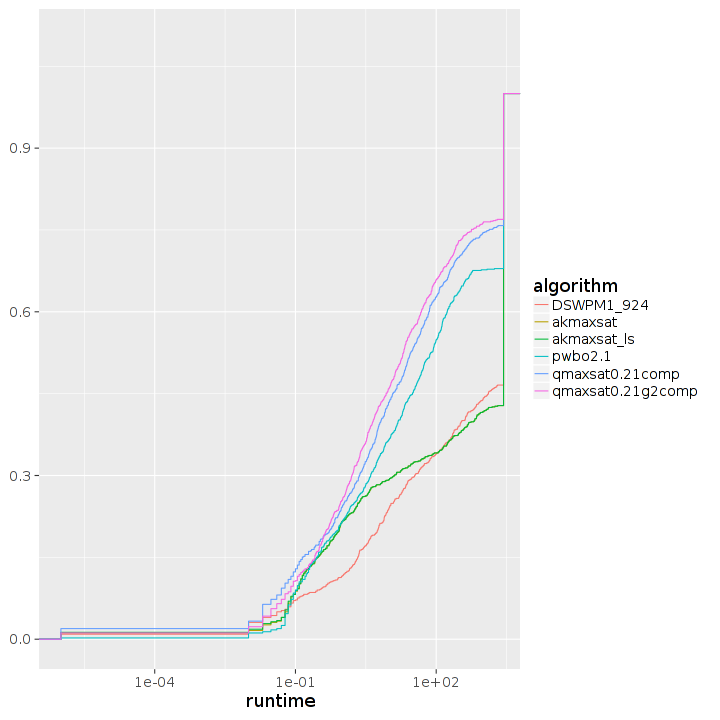 0.9
0.6
0.3
0.0
1e-04
1e-01
1e+02
runtime
algorithm
DSWPM1_924
akmaxsat
akmaxsat_ls
pwbo2.1
qmaxsat0.21comp
qmaxsat0.21g2comp